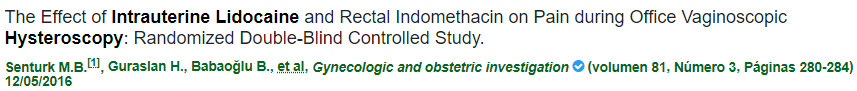 The Effect of Intrauterine Lidocaine and Rectal Indomethacin on Pain during Office Vaginoscopic
Hysteroscopy: Randomized Double-Blind Controlled Study.
Senturk M.B.[1], Guraslan H., Babaoğlu B., et al, Gynecologic and obstetric investigation (volumen 81, Número 3, Páginas 280-284)
12/05/2016